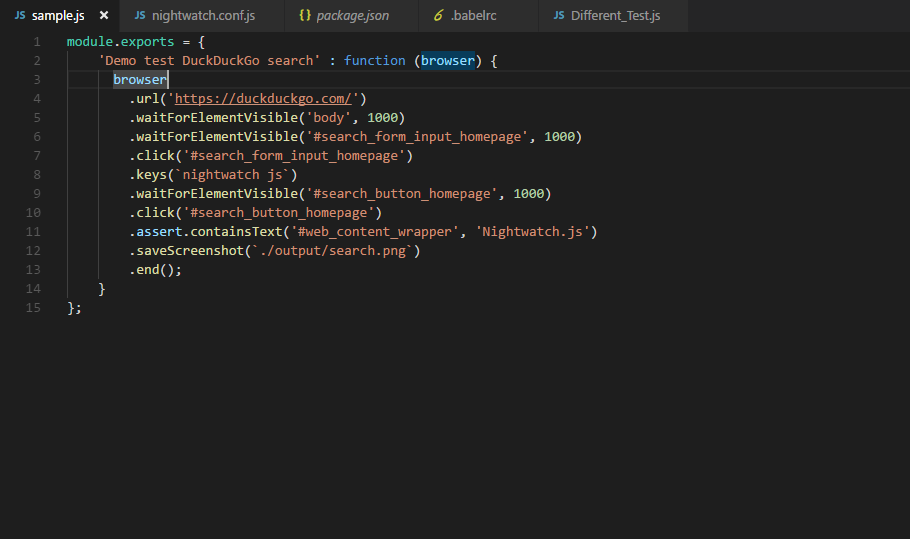 JS sample.js × JS nightwatch.conf.js {} package.json 6 .babelrc JS Different_Test.js
1 module.exports = {
2 'Demo test DuckDuckGo search' : function (browser) {
3 browser
4 .url('https://duckduckgo.com/')
5 .waitForElementVisible('body', 1000)
6 .waitForElementVisible('#search_form_input_homepage', 1000)
7 .click('#search_form_input_homepage')
8 .keys(`nightwatch js`)
9 .waitForElementVisible('#search_button_homepage', 1000)
10 .click('#search_button_homepage')
11 .assert.containsText('#web_content_wrapper', 'Nightwatch.js')
12 .saveScreenshot(`./output/search.png`)
13 .end();
14 }
15 };